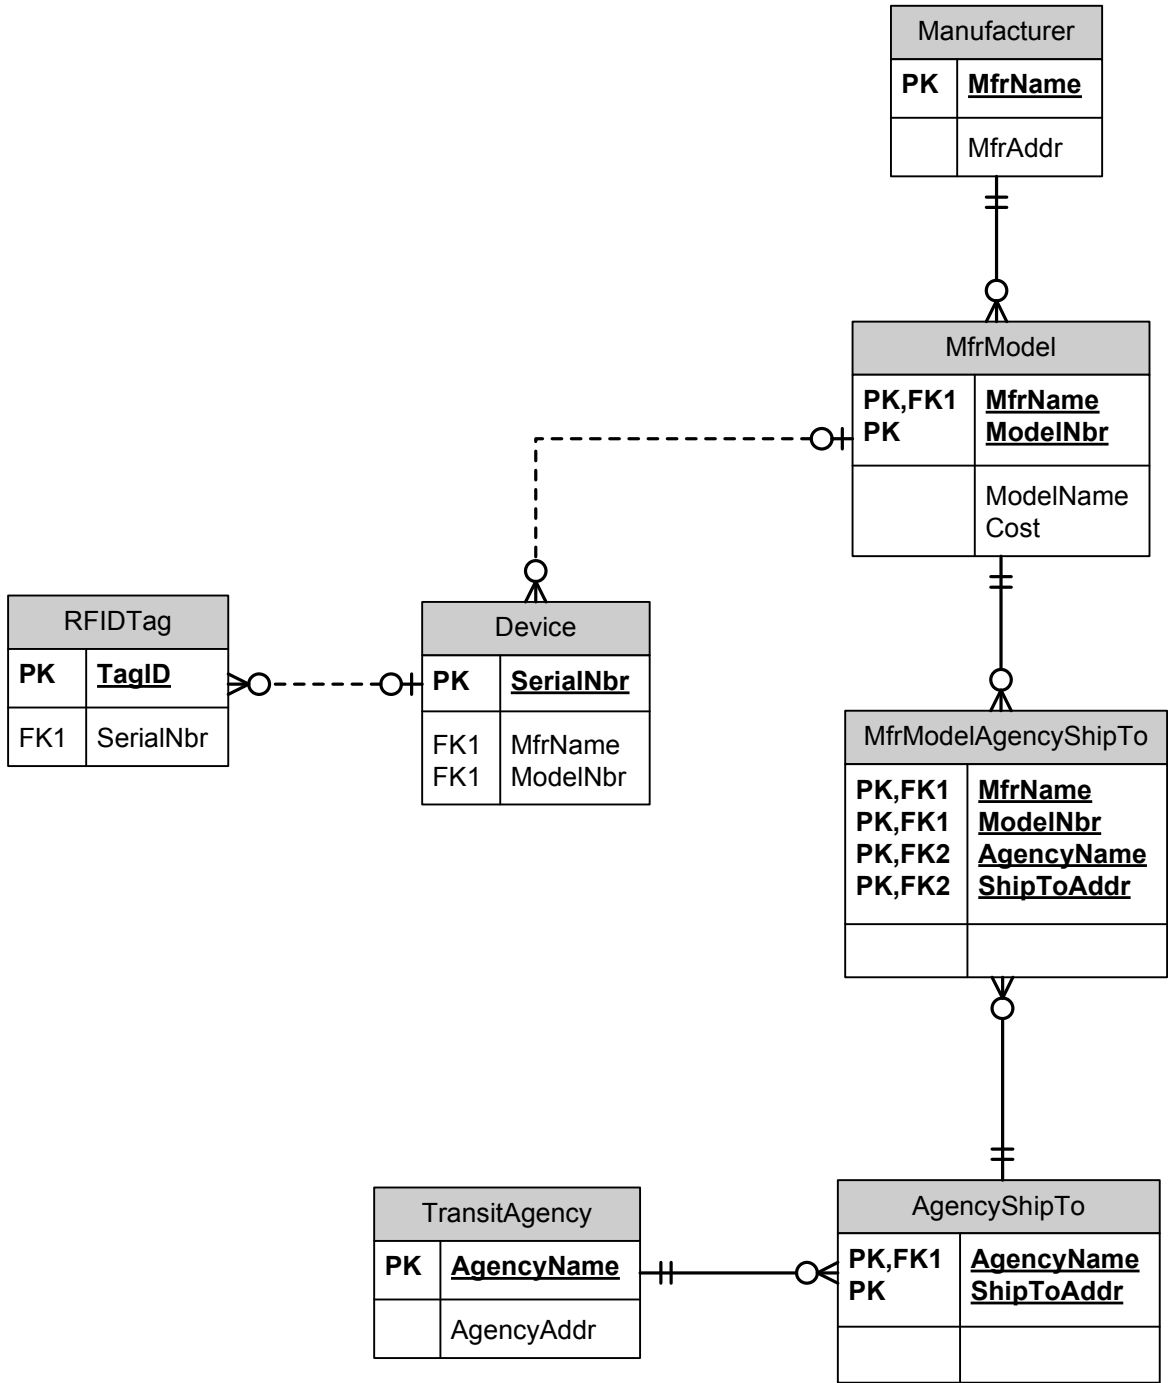 Manufacturer
PK MfrName
MfrAddr
MfrModel
PK,FK1 MfrName
PK ModelNbr
ModelName
Cost
RFIDTag
PK TagID
FK1 SerialNbr
Device
PK SerialNbr
FK1 MfrName
FK1 ModelNbr
MfrModelAgencyShipTo
PK,FK1 MfrName
PK,FK1 ModelNbr
PK,FK2 AgencyName
PK,FK2 ShipToAddr
TransitAgency
PK AgencyName
AgencyAddr
AgencyShipTo
PK,FK1 AgencyName
PK ShipToAddr